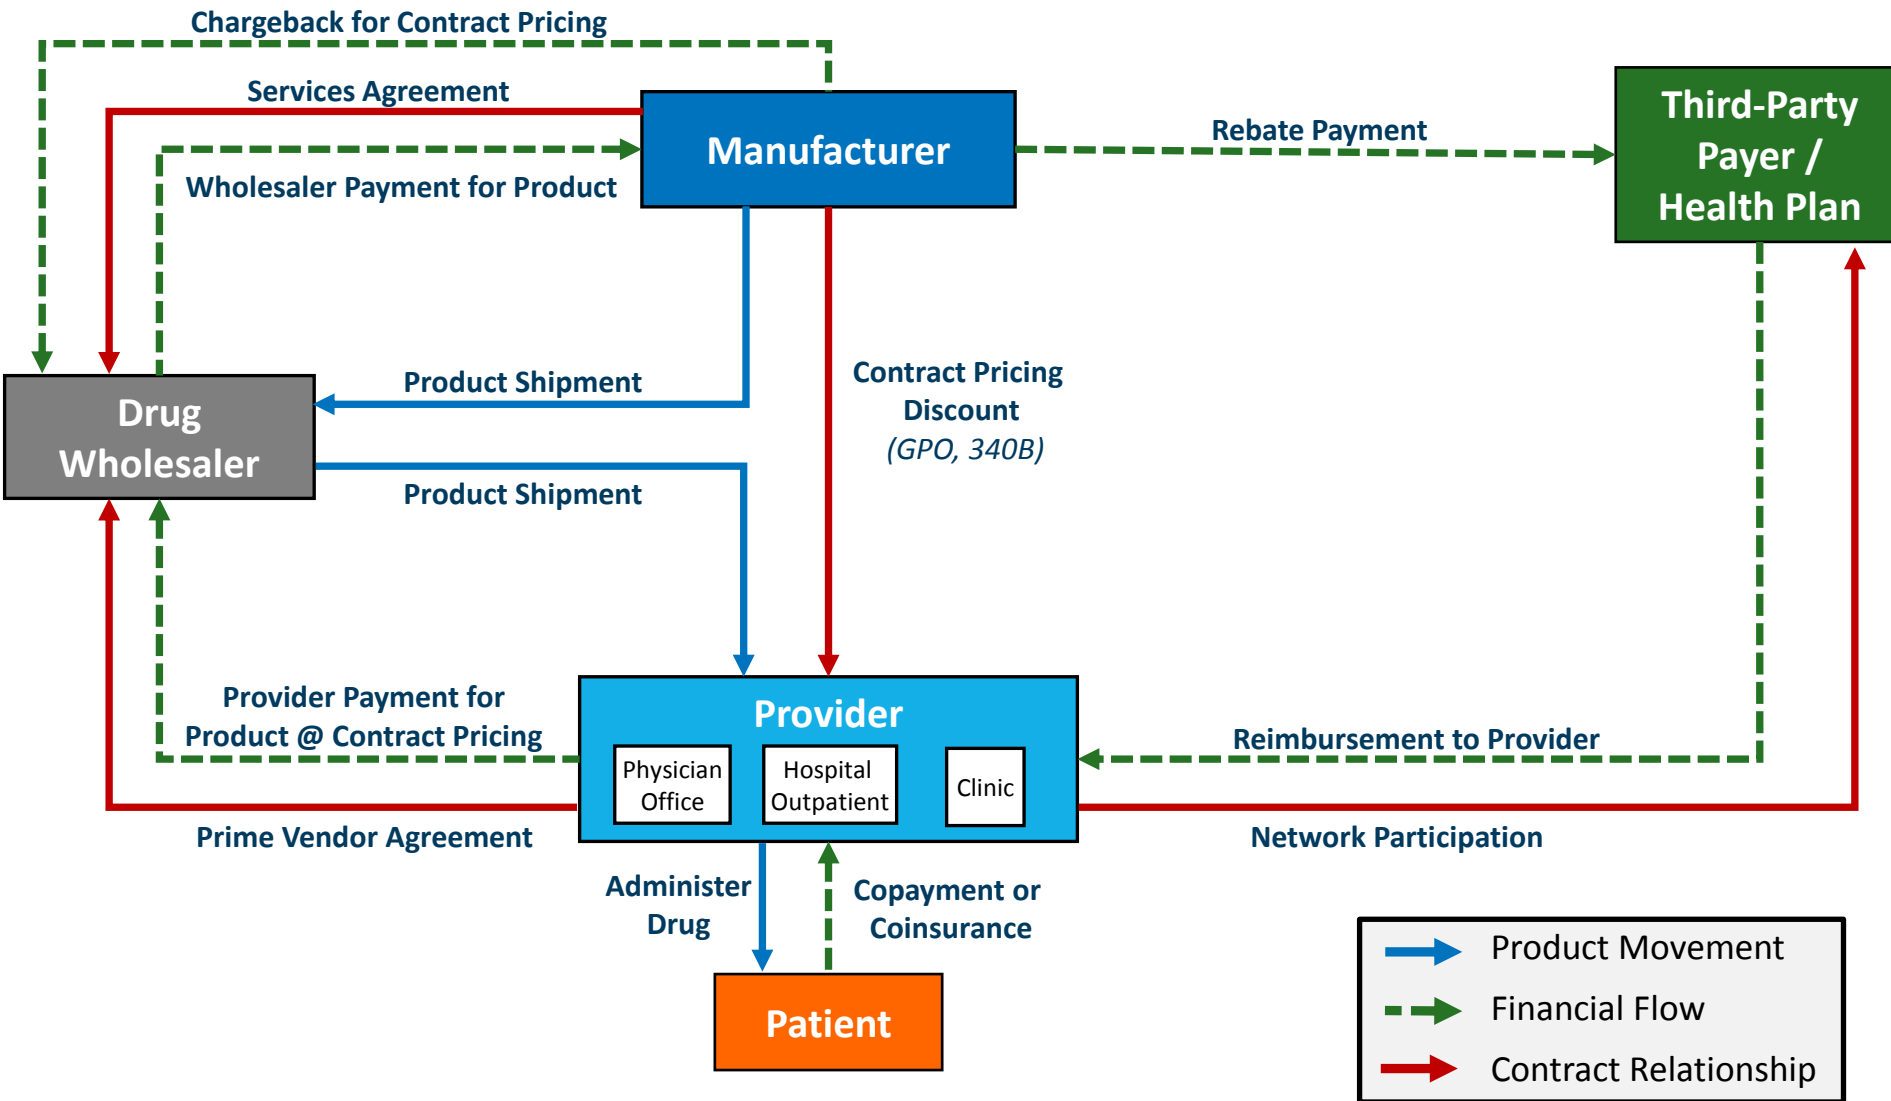 Chargeback for Contract Pricing
Services Agreement
Manufacturer
Wholesaler Payment for Product
Rebate Payment
Third-Party
Payer /
Health Plan
Drug
Wholesaler
Product Shipment
Product Shipment
Contract Pricing
Discount
(GPO, 340B)
Provider Payment for
Product @ Contract Pricing
Provider
Physician
Office
Hospital
Outpatient
Clinic
Reimbursement to Provider
Prime Vendor Agreement
Network Participation
Administer
Drug
Copayment or
Coinsurance
Patient
Product Movement
Financial Flow
Contract Relationship